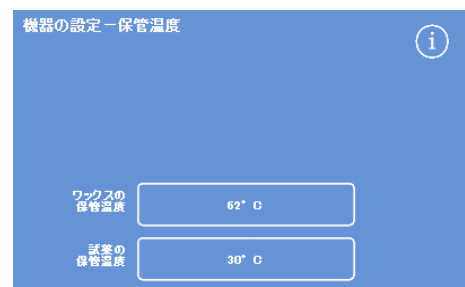 機器の設定－保管温度
i
ワックスの
保管温度
62° C
試薬の
保管温度
30° C